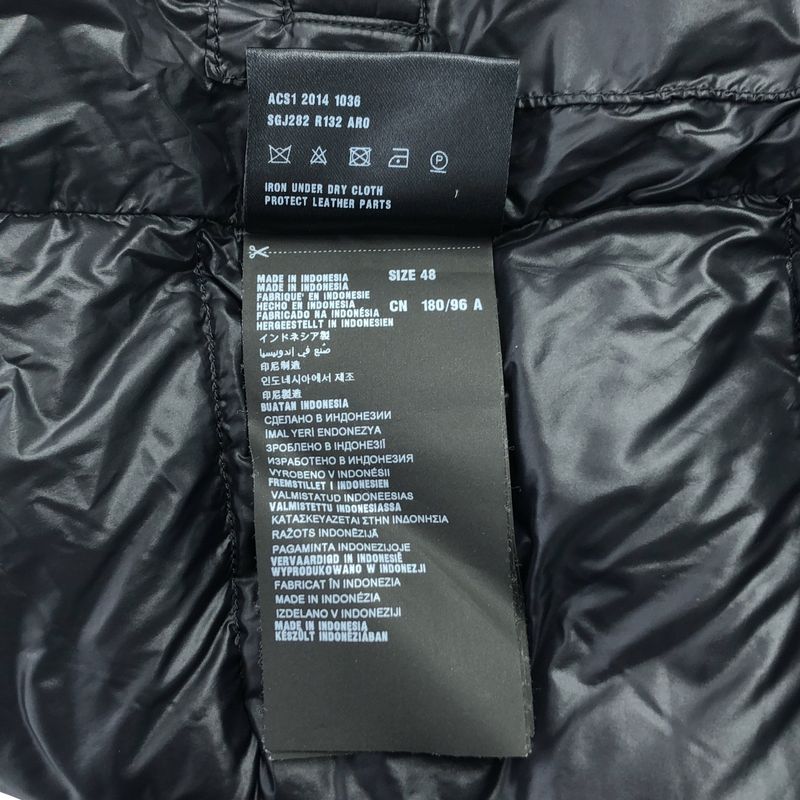 ACS1 2014 1036
SGJ282 R132 ARO
P
IRON UNDER DRY CLOTH
PROTECT LEATHER PARTS
MADE IN INDONESIA SIZE 48
MADE IN INDONESIA
FABRIQUE' EN INDONESIE
HECHO EN INDONESIA CN 180/96 A
FABRICADO NA INDONÉSIA
HERGESTELLT IN INDONESIEN
インドネシア製
صُنع في إندونيسيا
印尼制造
인도네시아에서 제조
印尼製造
BUATAN INDONESIA
СДЕЛАНО В ИНДОНЕЗИИ
İMAL YERİ ENDONEZYA
ЗРОБЛЕНО В ІНДОНЕЗІЇ
ИЗРАБОТЕНО В ИНДОНЕЗИЯ
VYROBENO V INDONÉSII
FREMSTILLET I INDONESIEN
VALMISTATUD INDONEESIAS
VALMISTETTU INDONESIASSA
ΚΑΤΑΣΚΕΥΑΖΕΤΑΙ ΣΤΗΝ ΙΝΔΟΝΗΣΙΑ
RAŽOTS INDONĒZIJĀ
PAGAMINTA INDONEZIJOJE
VERVAARDIGD IN INDONESIË
WYPRODUKOWANO W INDONEZJI
FABRICAT ÎN INDONEZIA
MADE IN INDONÉZIA
IZDELANO V INDONEZIJI
MADE IN INDONESIA
KÉSZÜLT INDONÉZIÁBAN